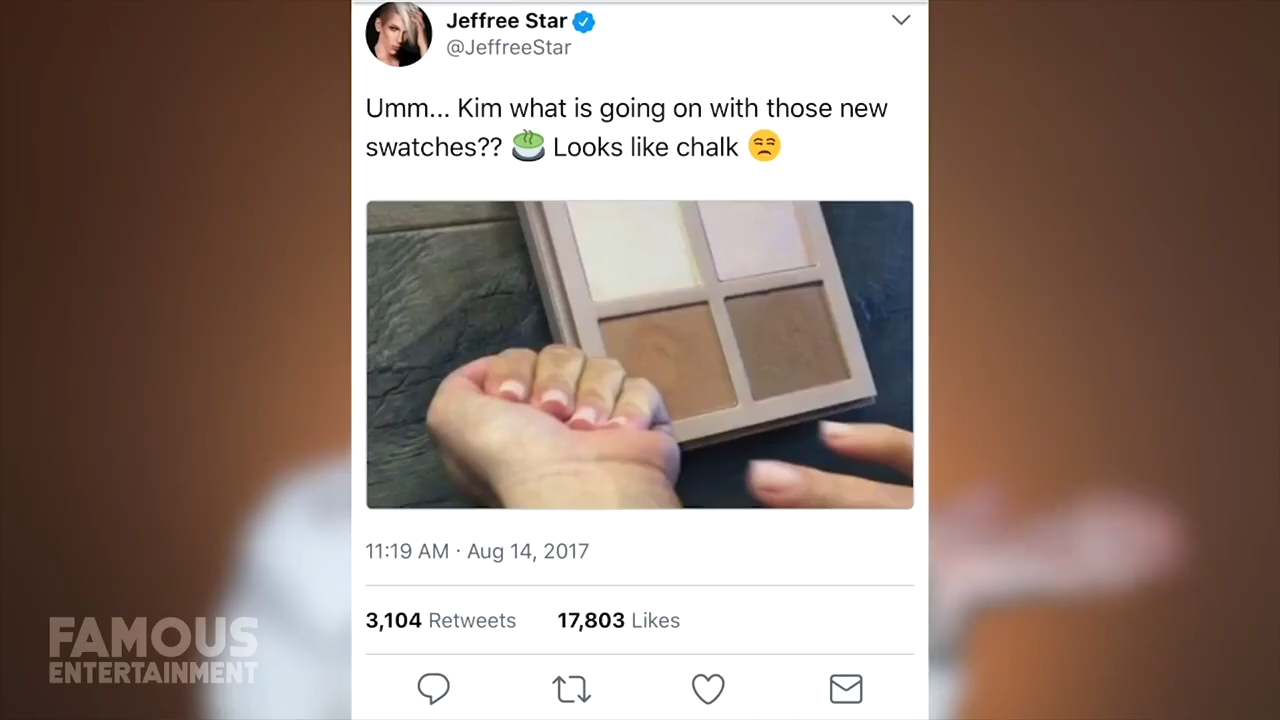 Jeffree Star
@JeffreeStar
Umm... Kim what is going on with those new
swatches?? 🍵 Looks like chalk 😒
11:19 AM · Aug 14, 2017
3,104 Retweets 17,803 Likes
FAMOUS
ENTERTAINMENT